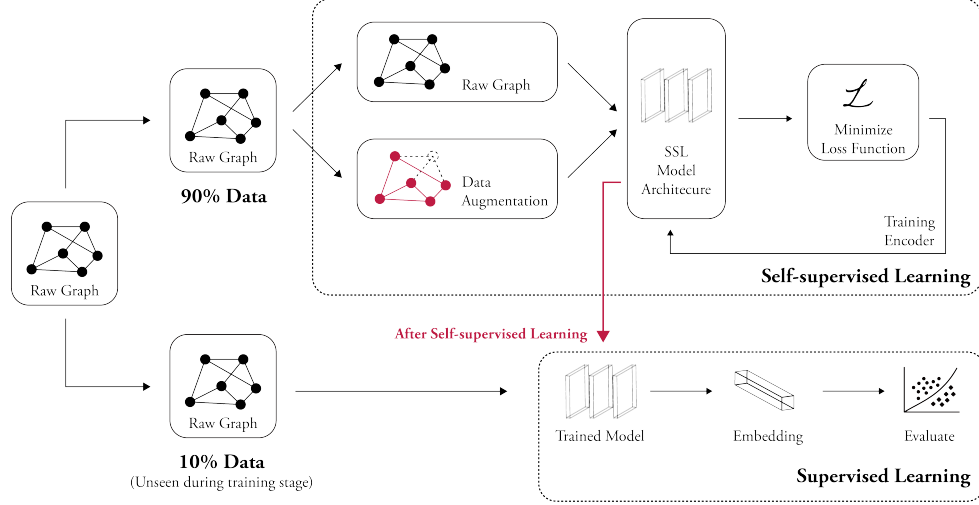 Raw Graph
Raw Graph
90% Data
Raw Graph
Data
Augmentation
SSL
Model
Architecure
ℒ
Minimize
Loss Function
Training
Encoder
Self-supervised Learning
Raw Graph
After Self-supervised Learning
Raw Graph
10% Data
(Unseen during training stage)
Trained Model
Embedding
Evaluate
Supervised Learning